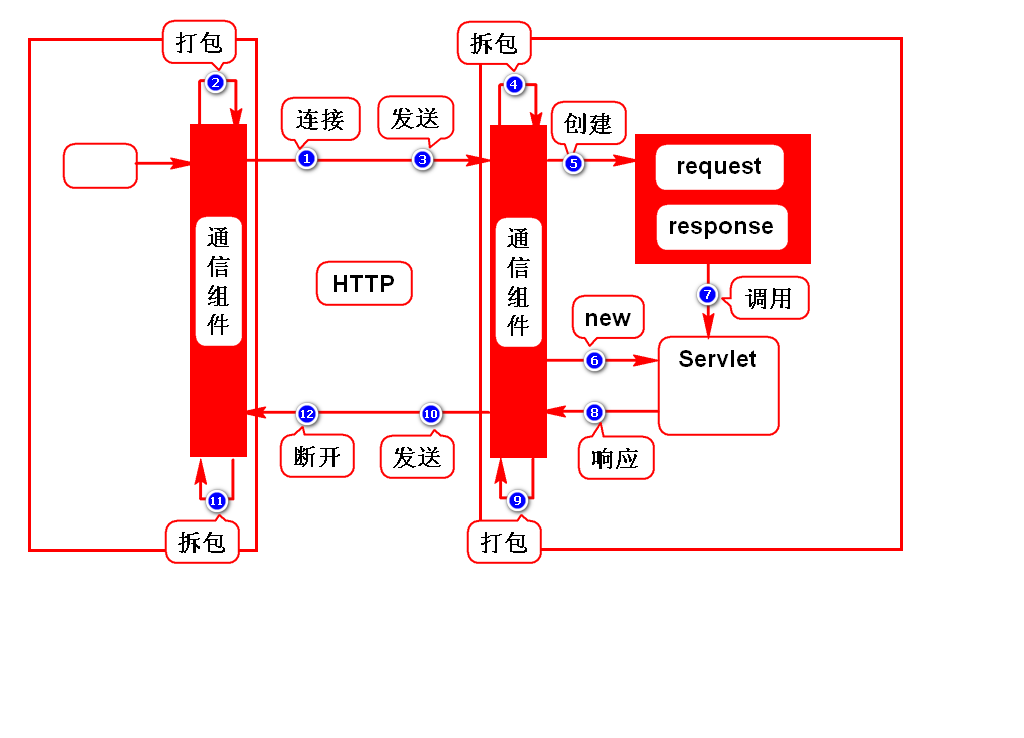 打包
2
拆包
4
连接
1
发送
3
创建
5
request
response
通
信
组
件
通
信
组
件
HTTP
7
调用
new
6
Servlet
12
断开
10
发送
8
响应
11
拆包
9
打包